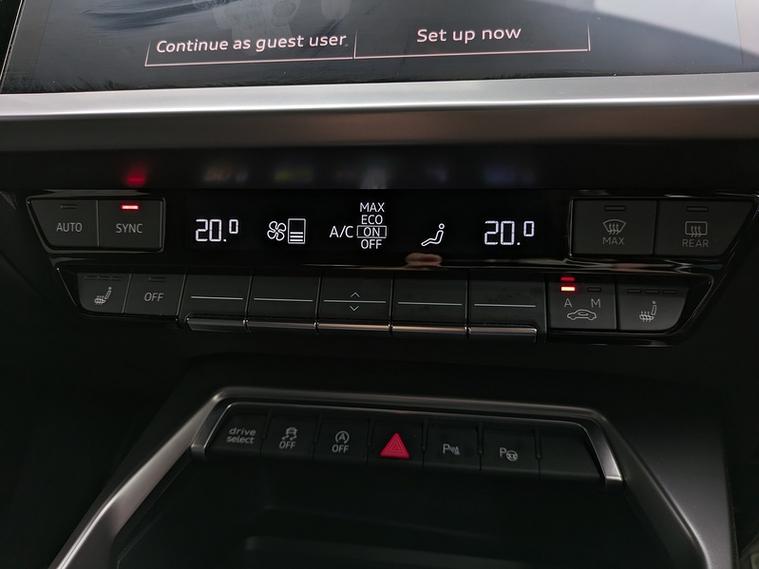 Continue as guest user
Set up now
AUTO
SYNC
20.0
A/C
MAX
ECO
ON
OFF
20.0
MAX
REAR
OFF
A M
drive
select
OFF
A
OFF
P
P